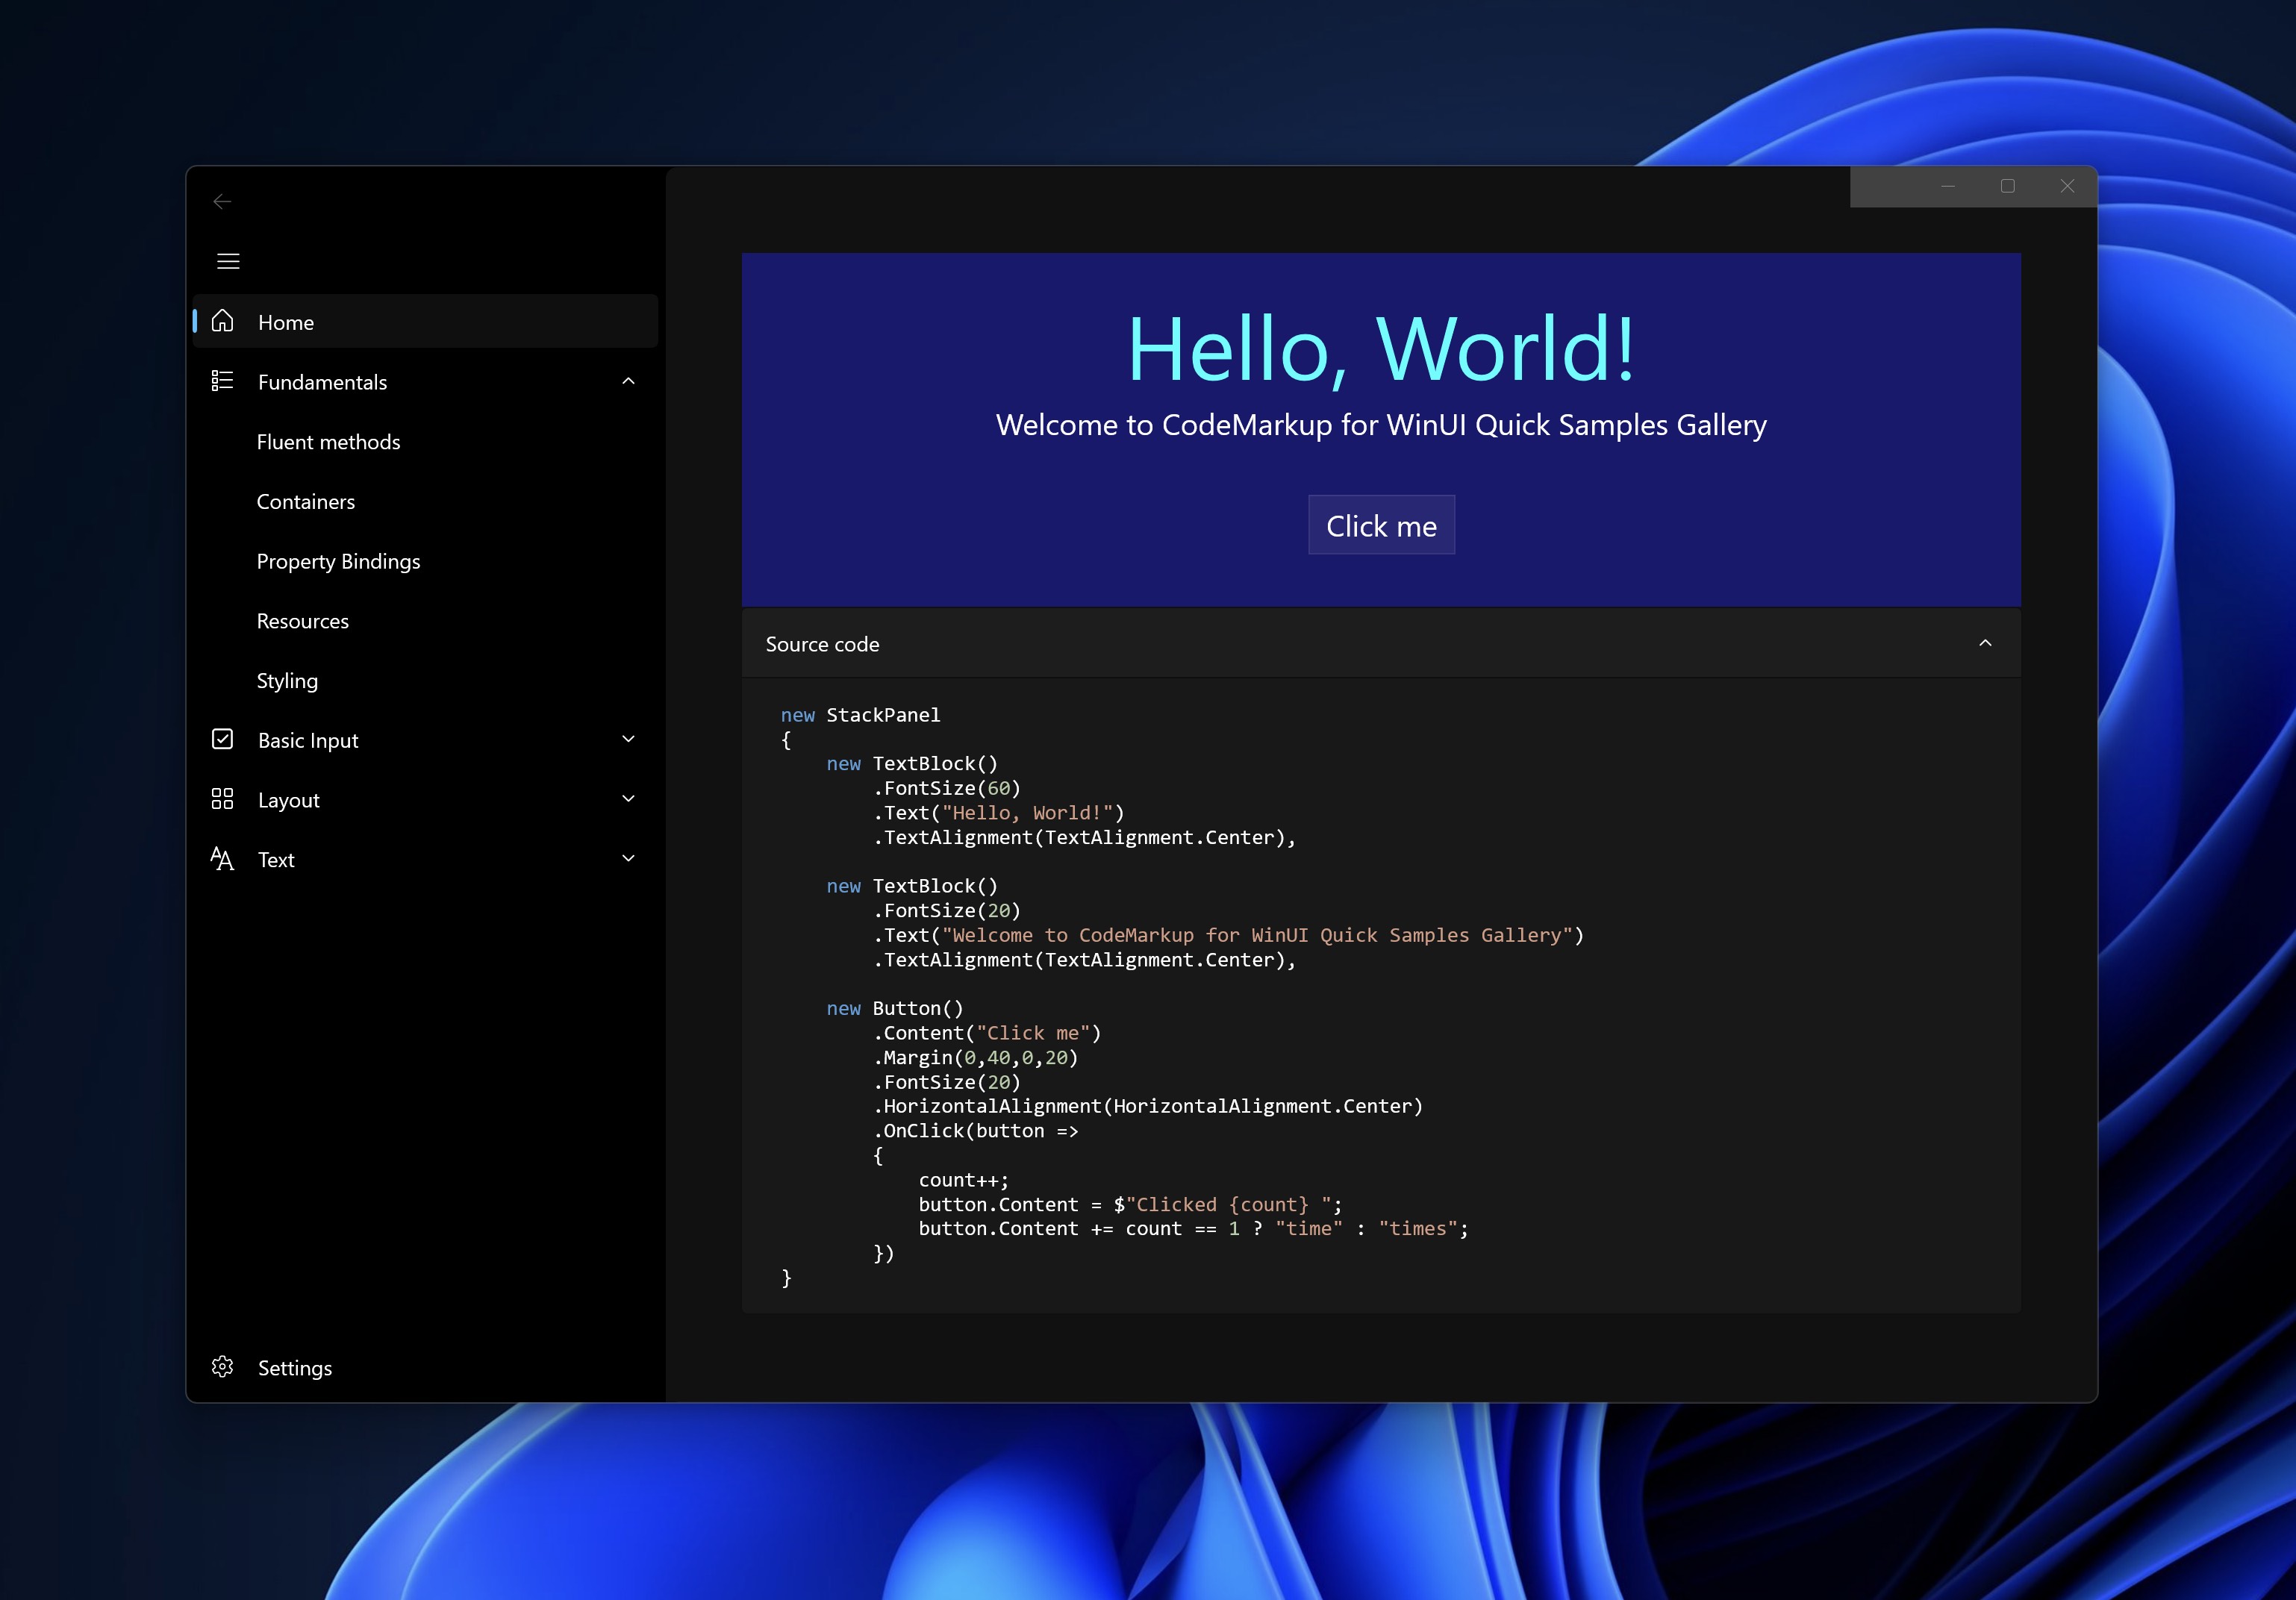 Home
Fundamentals
Fluent methods
Containers
Property Bindings
Resources
Styling
Basic Input
Layout
Text
Settings
Hello, World!
Welcome to CodeMarkup for WinUI Quick Samples Gallery
Click me
Source code
new StackPanel
{
    new TextBlock()
        .FontSize(60)
        .Text("Hello, World!")
        .TextAlignment(TextAlignment.Center),

    new TextBlock()
        .FontSize(20)
        .Text("Welcome to CodeMarkup for WinUI Quick Samples Gallery")
        .TextAlignment(TextAlignment.Center),

    new Button()
        .Content("Click me")
        .Margin(0,40,0,20)
        .FontSize(20)
        .HorizontalAlignment(HorizontalAlignment.Center)
        .OnClick(button =>
        {
            count++;
            button.Content = $"Clicked {count} ";
            button.Content += count == 1 ? "time" : "times";
        })
}